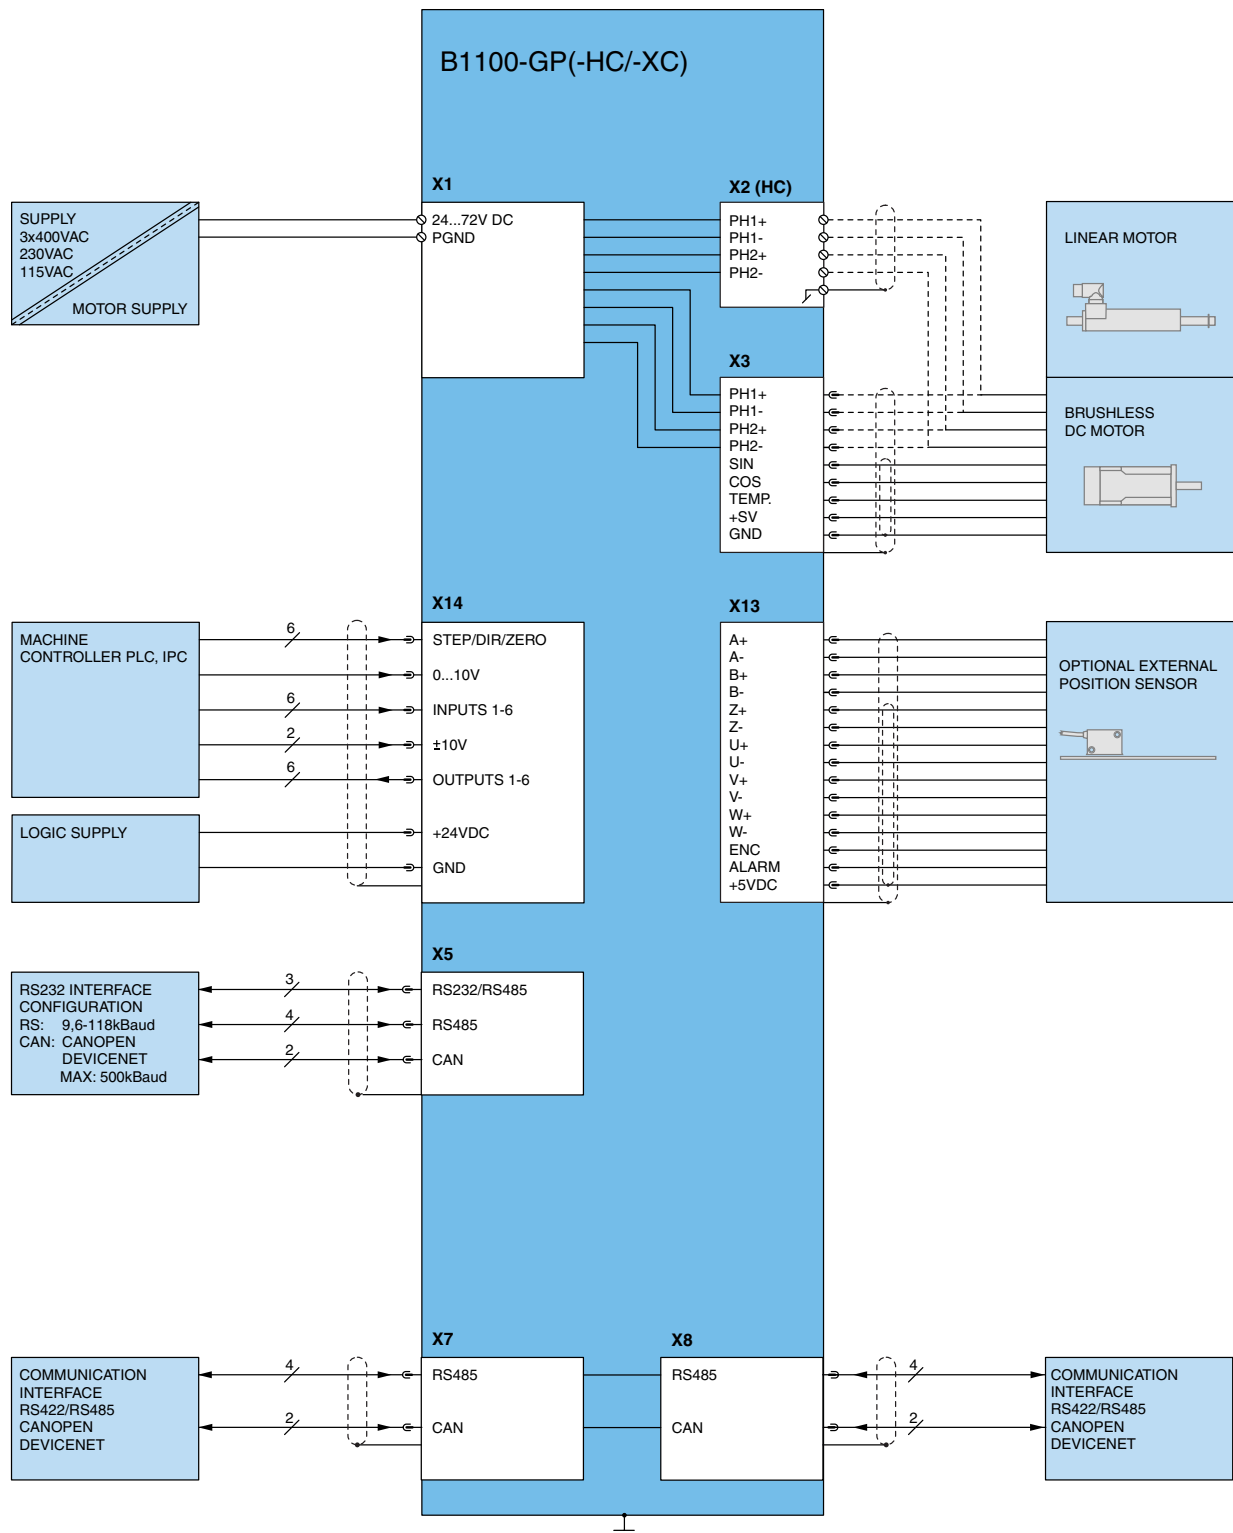 B1100-GP(-HC/-XC)
X1
24...72V DC
PGND
SUPPLY
3x400VAC
230VAC
115VAC
MOTOR SUPPLY
X2 (HC)
PH1+
PH1-
PH2+
PH2-
LINEAR MOTOR
X3
PH1+
PH1-
PH2+
PH2-
SIN
COS
TEMP.
+SV
GND
BRUSHLESS
DC MOTOR
X14
STEP/DIR/ZERO
0...10V
INPUTS 1-6
±10V
OUTPUTS 1-6
+24VDC
GND
MACHINE
CONTROLLER PLC, IPC
6
6
2
6
LOGIC SUPPLY
X13
A+
A-
B+
B-
Z+
Z-
U+
U-
V+
V-
W+
W-
ENC
ALARM
+5VDC
OPTIONAL EXTERNAL
POSITION SENSOR
X5
RS232/RS485
RS485
CAN
RS232 INTERFACE
CONFIGURATION
RS: 9,6-118kBaud
CAN: CANOPEN
DEVICENET
MAX: 500kBaud
3
4
2
X7
RS485
CAN
COMMUNICATION
INTERFACE
RS422/RS485
CANOPEN
DEVICENET
4
2
X8
RS485
CAN
4
2
COMMUNICATION
INTERFACE
RS422/RS485
CANOPEN
DEVICENET